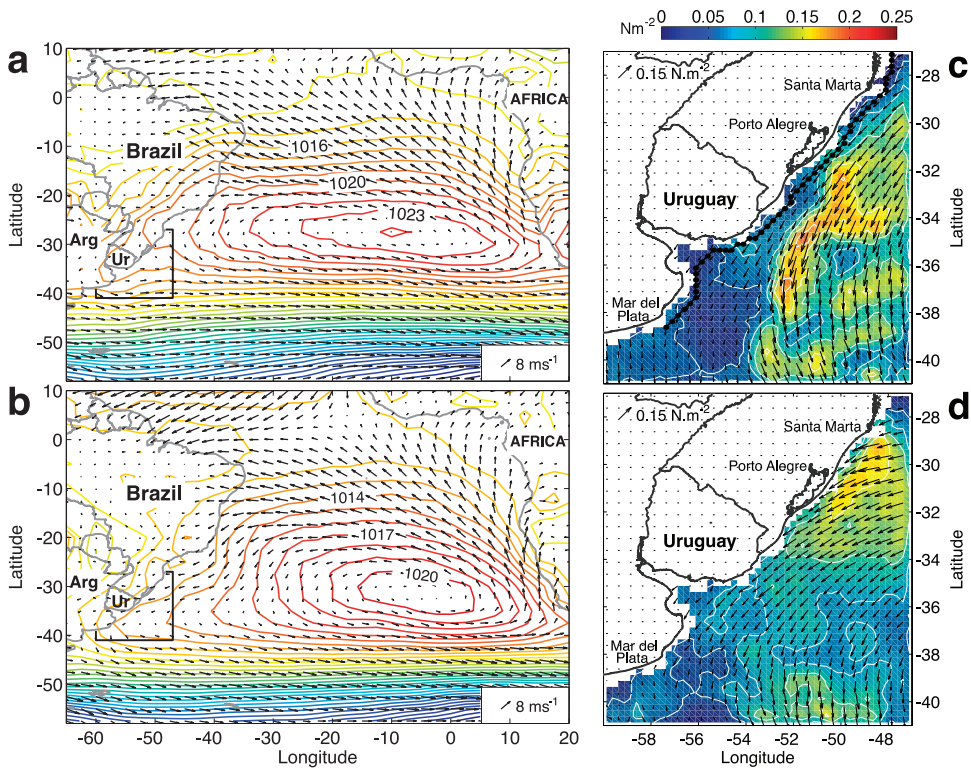 Nm-2 0 0.05 0.10 0.15 0.20 0.25
a
10
0
-10
-20
-30
-40
-50
Latitude
Brazil
AFRICA
1016
1020
1023
Arg
Ur
8 ms-1
b
10
0
-10
-20
-30
-40
-50
Latitude
Brazil
AFRICA
1014
1017
1020
Arg
Ur
8 ms-1
-60 -50 -40 -30 -20 -10 0 10 20
Longitude
c
0.15 N.m-2
Santa Marta
Porto Alegre
Uruguay
Mar del
Plata
-28
-30
-32
-34
-36
-38
-40
Latitude
d
0.15 N.m-2
Santa Marta
Porto Alegre
Uruguay
Mar del
Plata
-28
-30
-32
-34
-36
-38
-40
Latitude
-58 -56 -54 -52 -50 -48
Longitude